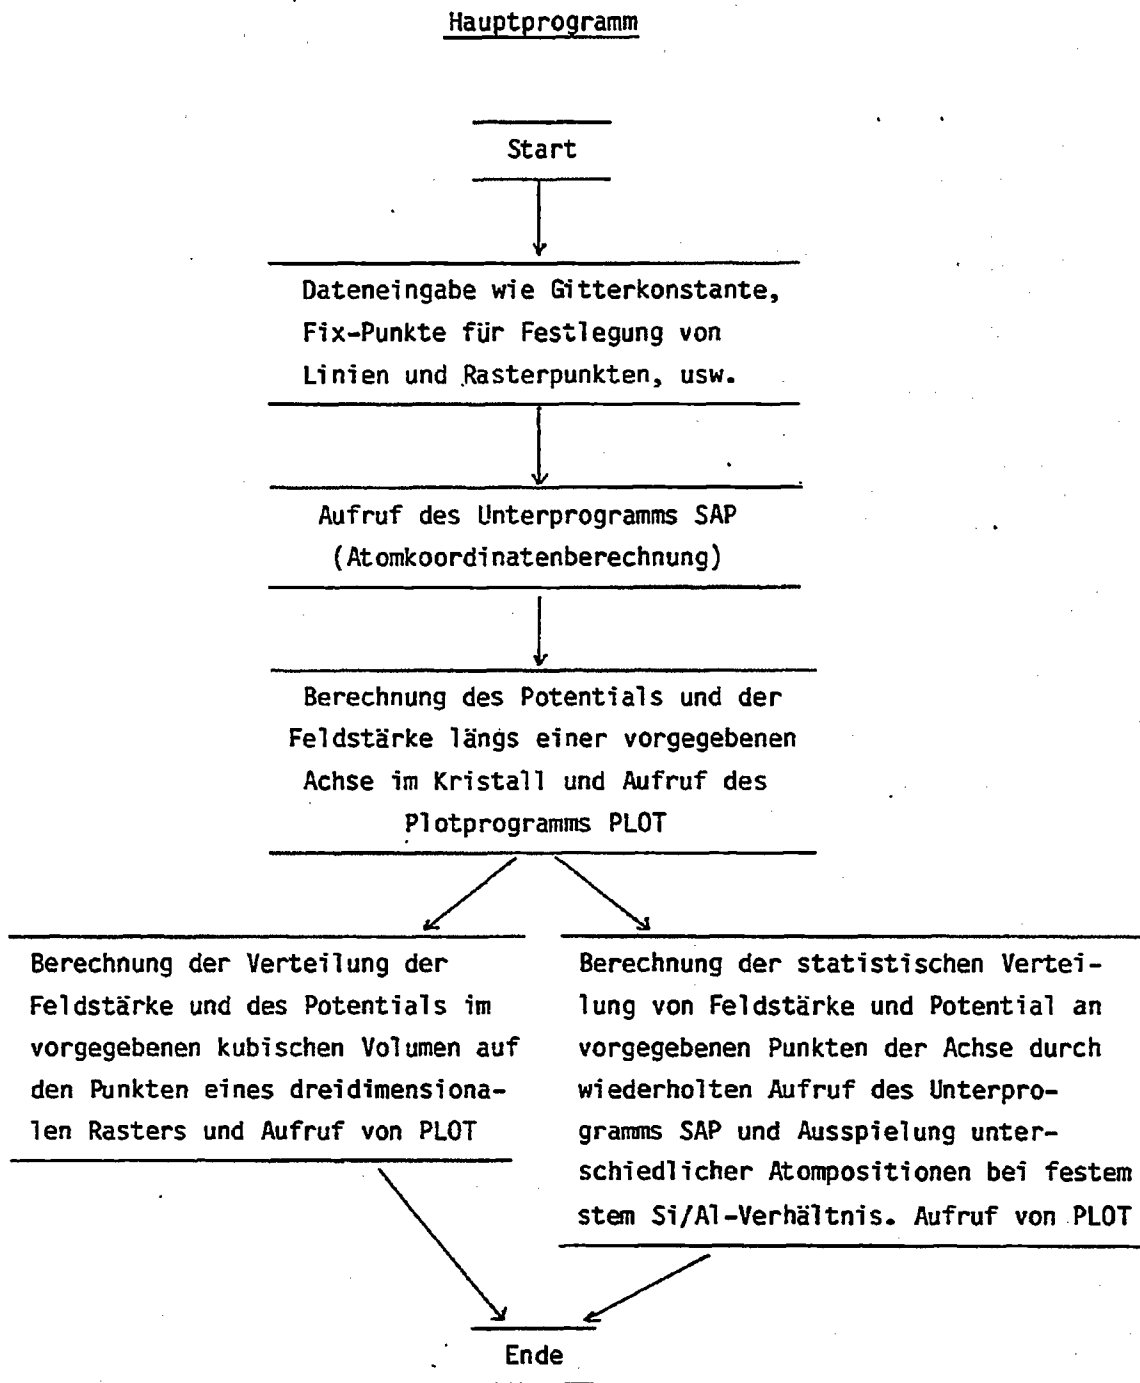 Hauptprogramm
Start
Dateneingabe wie Gitterkonstante,
Fix-Punkte für Festlegung von
Linien und Rasterpunkten, usw.
Aufruf des Unterprogramms SAP
(Atomkoordinatenberechnung)
Berechnung des Potentials und der
Feldstärke längs einer vorgegebenen
Achse im Kristall und Aufruf des
Plotprogramms PLOT
Berechnung der Verteilung der
Feldstärke und des Potentials im
vorgegebenen kubischen Volumen auf
den Punkten eines dreidimensiona-
len Rasters und Aufruf von PLOT
Berechnung der statistischen Vertei-
lung von Feldstärke und Potential an
vorgegebenen Punkten der Achse durch
wiederholten Aufruf des Unterpro-
gramms SAP und Ausspielung unter-
schiedlicher Atompositionen bei festem
stem Si/Al-Verhältnis. Aufruf von PLOT
Ende